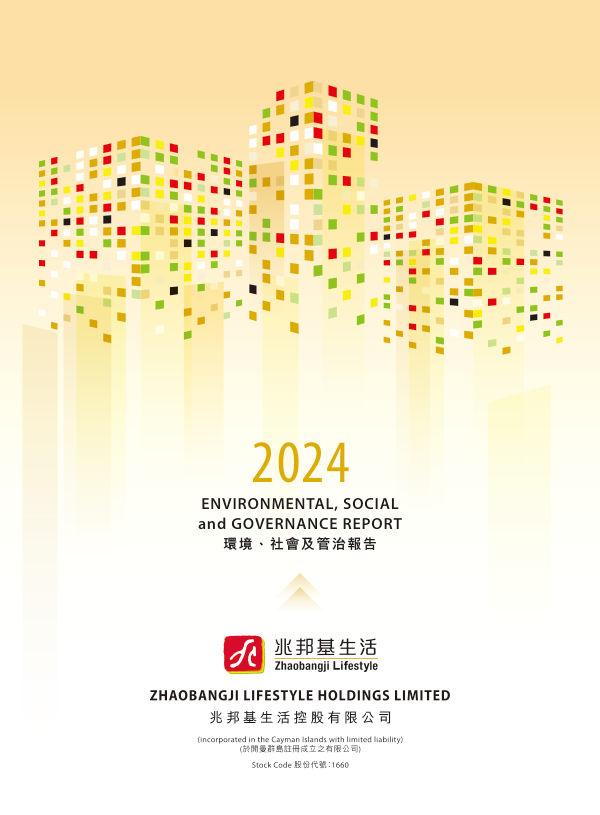 2024
ENVIRONMENTAL, SOCIAL
and GOVERNANCE REPORT
環境、社會及管治報告
兆邦基生活
Zhaobangji Lifestyle
ZHAOBANGJI LIFESTYLE HOLDINGS LIMITED
兆邦基生活控股有限公司
(incorporated in the Cayman Islands with limited liability)
(於開曼群島註冊成立之有限公司)
Stock Code 股份代號：1660